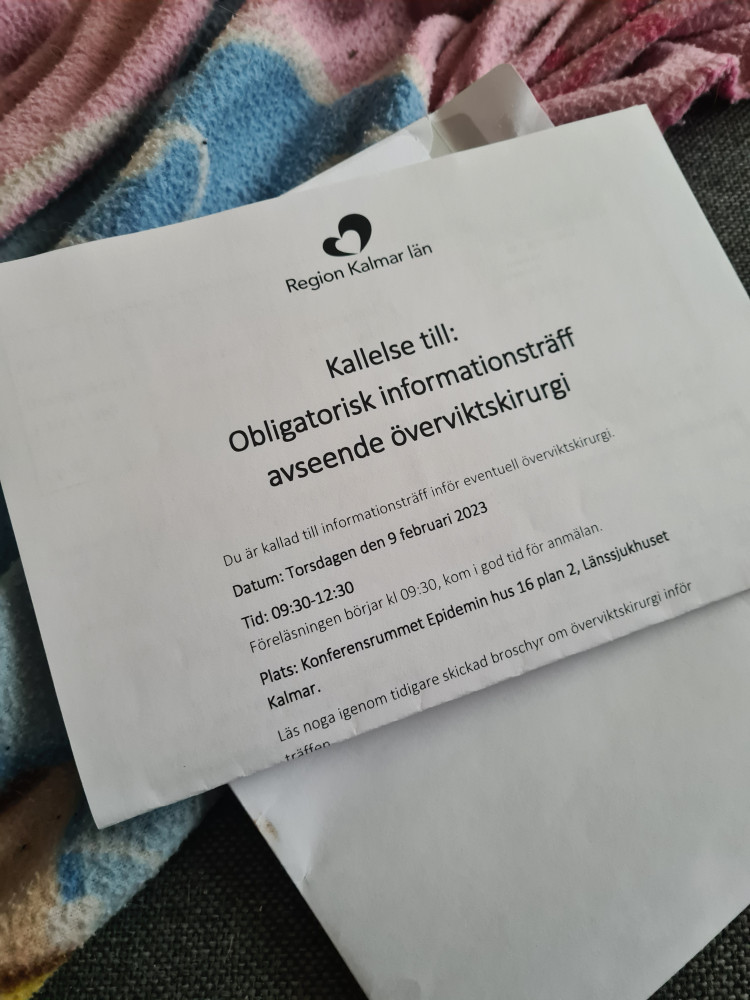 Region Kalmar län
Kallelse till:
Obligatorisk informationsträff
avseende överviktskirurgi
Du är kallad till informationsträff inför eventuell överviktskirurgi.
Datum: Torsdagen den 9 februari 2023
Tid: 09:30-12:30
Föreläsningen börjar kl 09:30, kom i god tid för anmälan.
Plats: Konferensrummet Epidemin hus 16 plan 2, Länssjukhuset
Kalmar.
Läs noga igenom tidigare skickad broschyr om överviktskirurgi inför
träffen